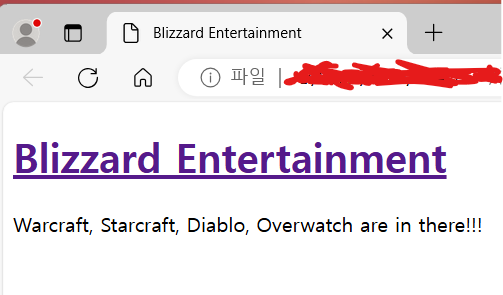 Blizzard Entertainment
파일
Blizzard Entertainment
Warcraft, Starcraft, Diablo, Overwatch are in there!!!